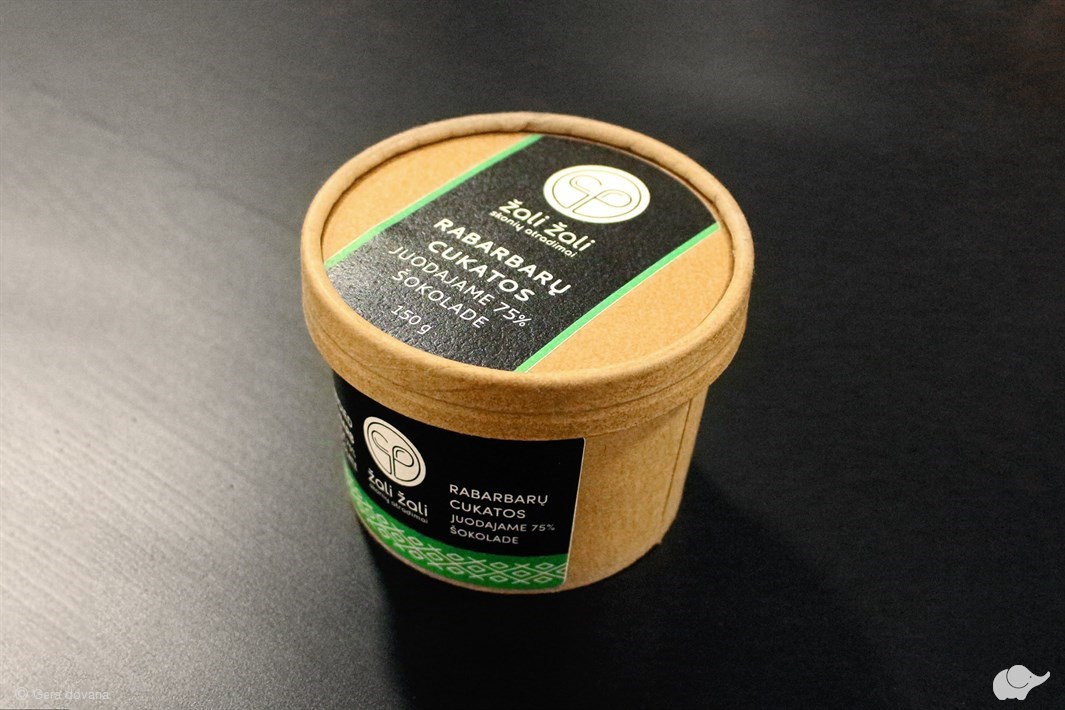 žali žali
skonių atradimai
RABARBARŲ
CUKATOS
JUODAJAME 75%
ŠOKOLADE
150 g
žali žali
skonių atradimai
RABARBARŲ
CUKATOS
JUODAJAME 75%
ŠOKOLADE
© Gera dovana